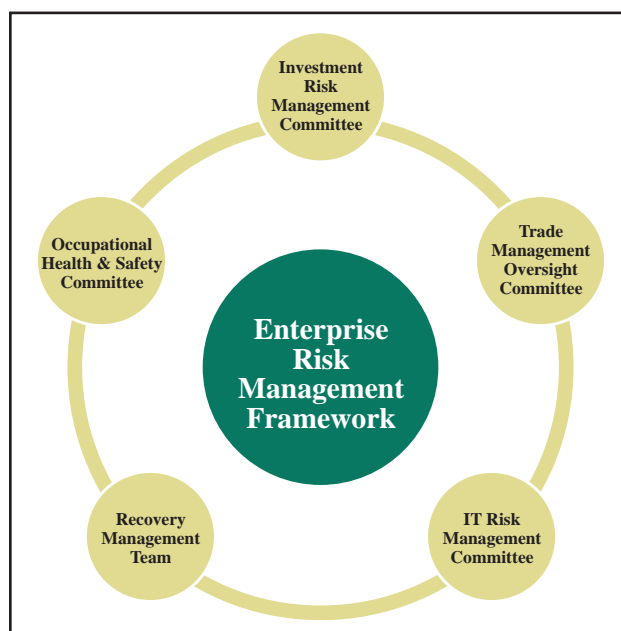 Investment
Risk
Management
Committee
Trade
Management
Oversight
Committee
IT Risk
Management
Committee
Recovery
Management
Team
Occupational
Health & Safety
Committee
Enterprise
Risk
Management
Framework